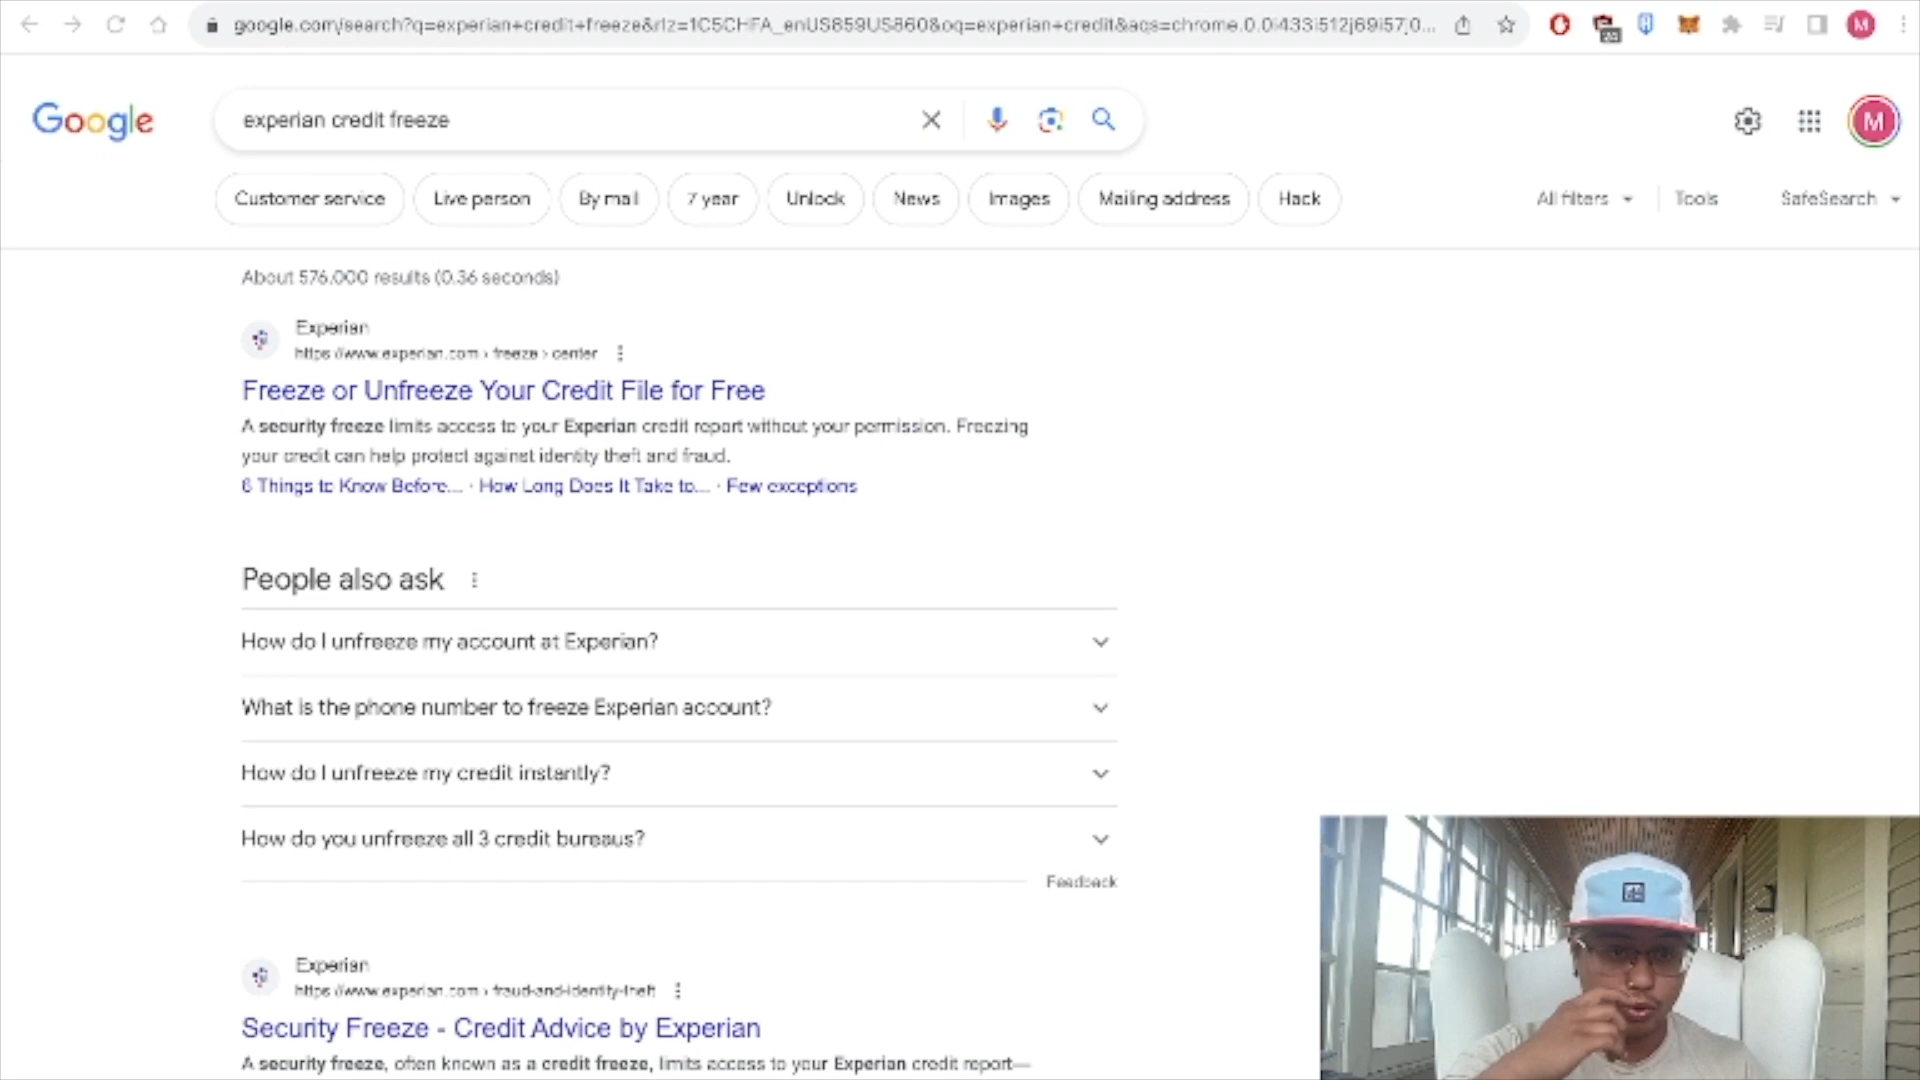 google.com/search?q=experian+credit+freeze&rlz=1C5CHFA_enUS859US860&oq=experian+credit&aqs=chrome.0.0i433i512j69i57j0...
M
Google
experian credit freeze
M
Customer service
Live person
By mail
7 year
Unlock
News
Images
Mailing address
Hack
All filters
Tools
SafeSearch
About 576,000 results (0.36 seconds)
Experian
https://www.experian.com › freeze › center
Freeze or Unfreeze Your Credit File for Free
A security freeze limits access to your Experian credit report without your permission. Freezing
your credit can help protect against identity theft and fraud.
6 Things to Know Before... · How Long Does It Take to... · Few exceptions
People also ask
How do I unfreeze my account at Experian?
What is the phone number to freeze Experian account?
How do I unfreeze my credit instantly?
How do you unfreeze all 3 credit bureaus?
Feedback
Experian
https://www.experian.com › fraud-and-identity-theft
Security Freeze - Credit Advice by Experian
A security freeze, often known as a credit freeze, limits access to your Experian credit report—